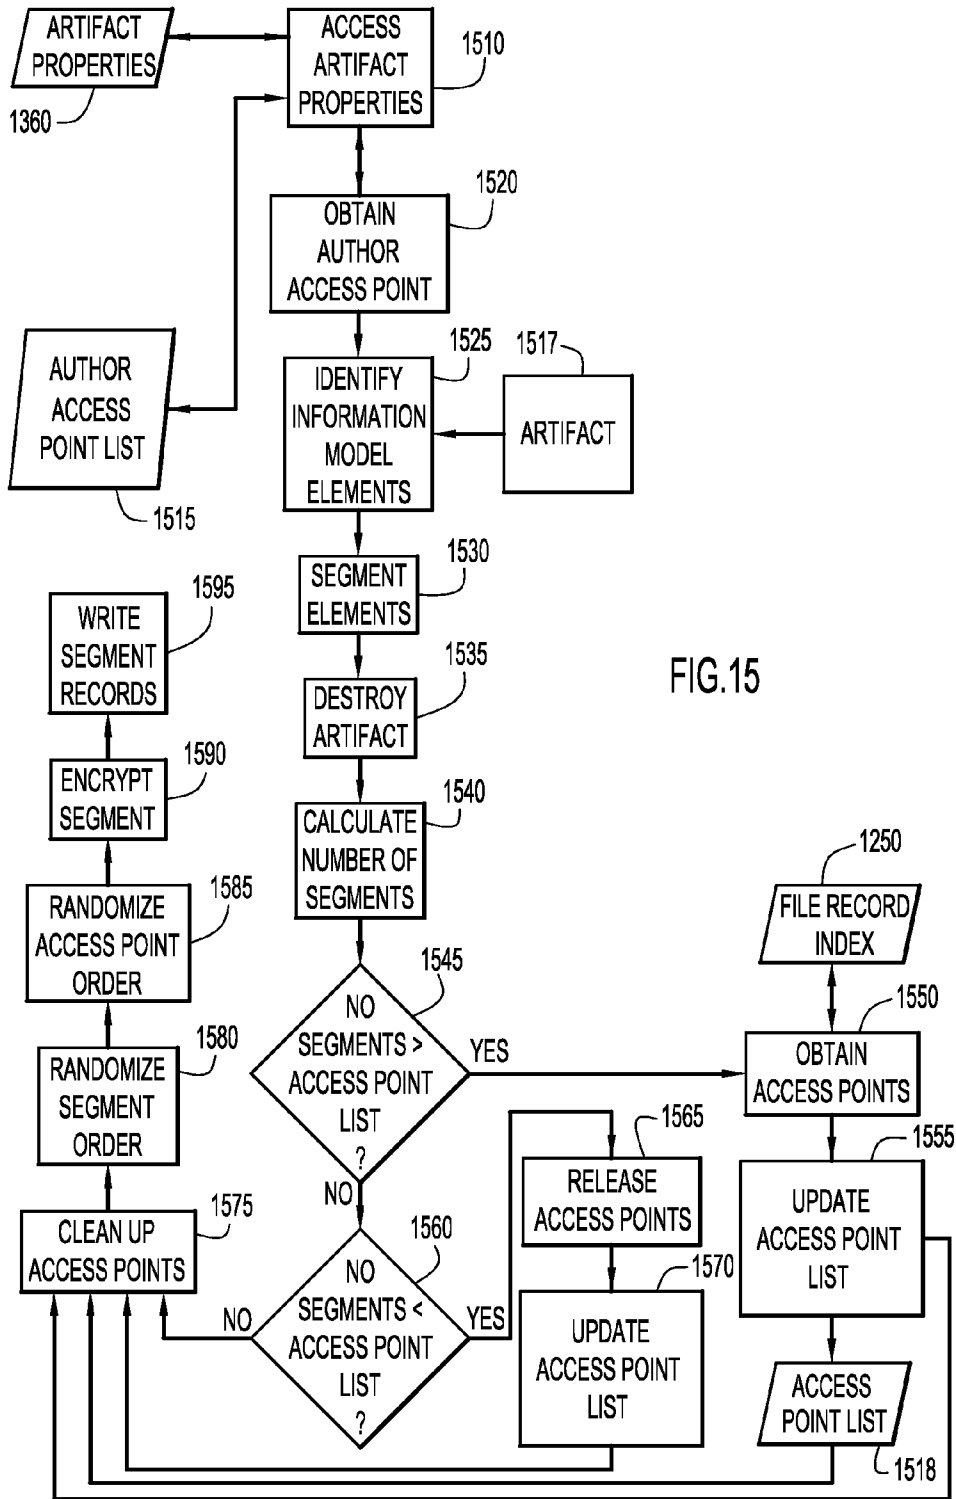 ARTIFACT
PROPERTIES
1360
ACCESS
ARTIFACT
PROPERTIES
1510
OBTAIN
AUTHOR
ACCESS POINT
1520
AUTHOR
ACCESS
POINT LIST
1515
IDENTIFY
INFORMATION
MODEL
ELEMENTS
1525
1517
ARTIFACT
SEGMENT
ELEMENTS
1530
DESTROY
ARTIFACT
1535
FIG.15
CALCULATE
NUMBER OF
SEGMENTS
1540
WRITE
SEGMENT
RECORDS
1595
ENCRYPT
SEGMENT
1590
RANDOMIZE
ACCESS POINT
ORDER
1585
RANDOMIZE
SEGMENT
ORDER
1580
CLEAN UP
ACCESS POINTS
1575
NO
SEGMENTS >
ACCESS POINT
LIST
?
1545
YES
NO
1250
FILE RECORD
INDEX
OBTAIN
ACCESS POINTS
1550
UPDATE
ACCESS POINT
LIST
1555
NO
SEGMENTS <
ACCESS POINT
LIST
?
1560
NO
YES
RELEASE
ACCESS POINTS
1565
UPDATE
ACCESS POINT
LIST
1570
ACCESS
POINT LIST
1518